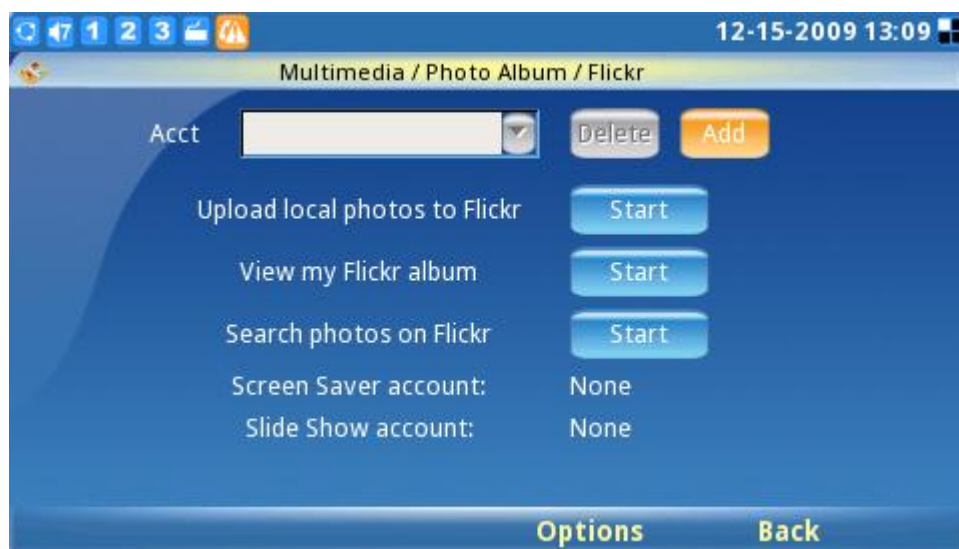 7 1 2 3 12-15-2009 13:09
Multimedia / Photo Album / Flickr
Acct Delete Add
Upload local photos to Flickr Start
View my Flickr album Start
Search photos on Flickr Start
Screen Saver account: None
Slide Show account: None
Options Back